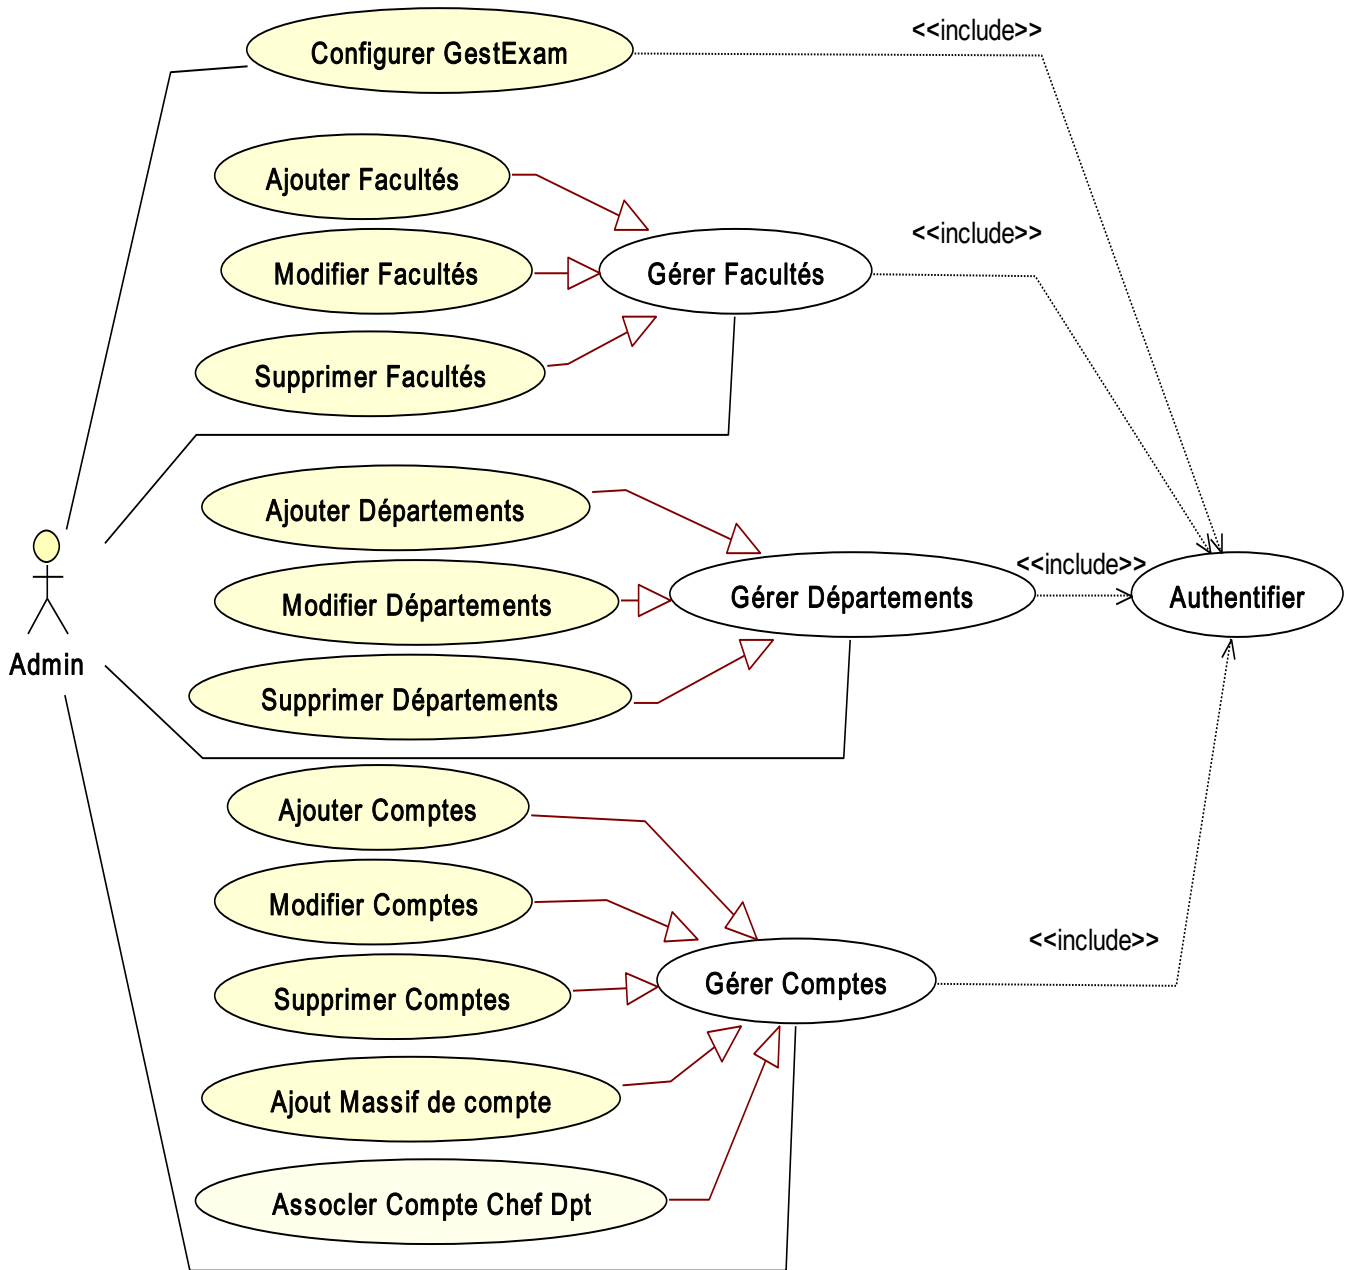 Configurer GestExam
<<include>>
Ajouter Facultés
Modifier Facultés
Gérer Facultés
<<include>>
Supprimer Facultés
Ajouter Départements
Modifier Départements
Gérer Départements
<<include>>
Authentifier
Supprimer Départements
Admin
Ajouter Comptes
Modifier Comptes
Supprimer Comptes
Gérer Comptes
<<include>>
Ajout Massif de compte
Assocler Compte Chef Dpt